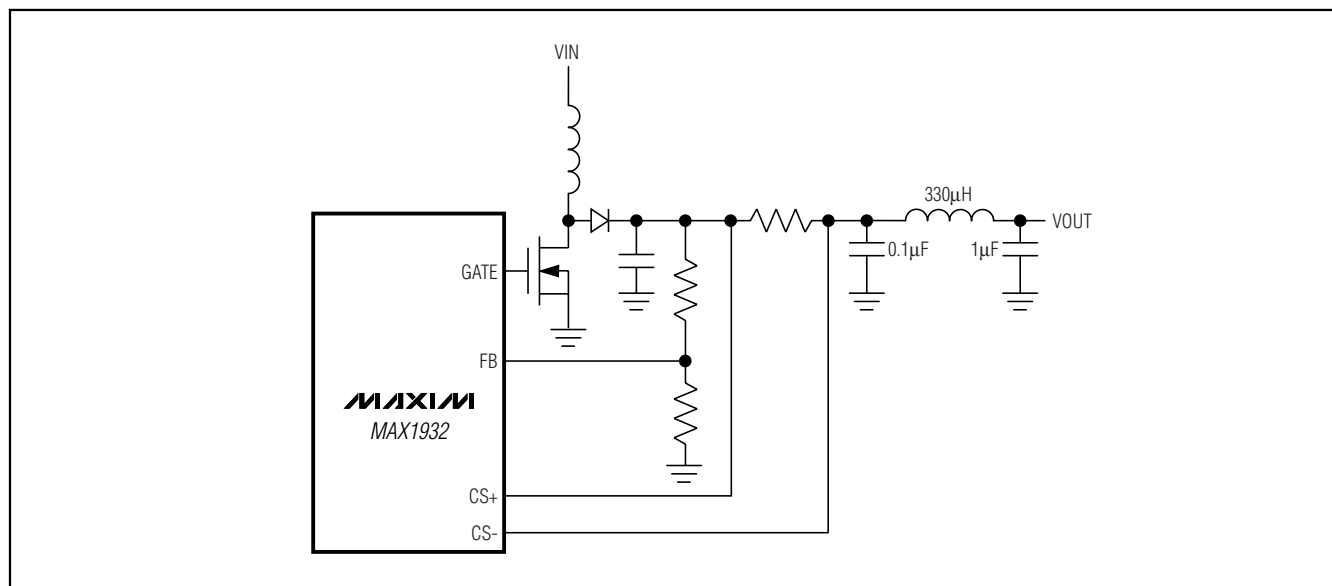 VIN
330μH
VOUT
0.1μF
1μF
GATE
FB
MAXIM
MAX1932
CS+
CS-